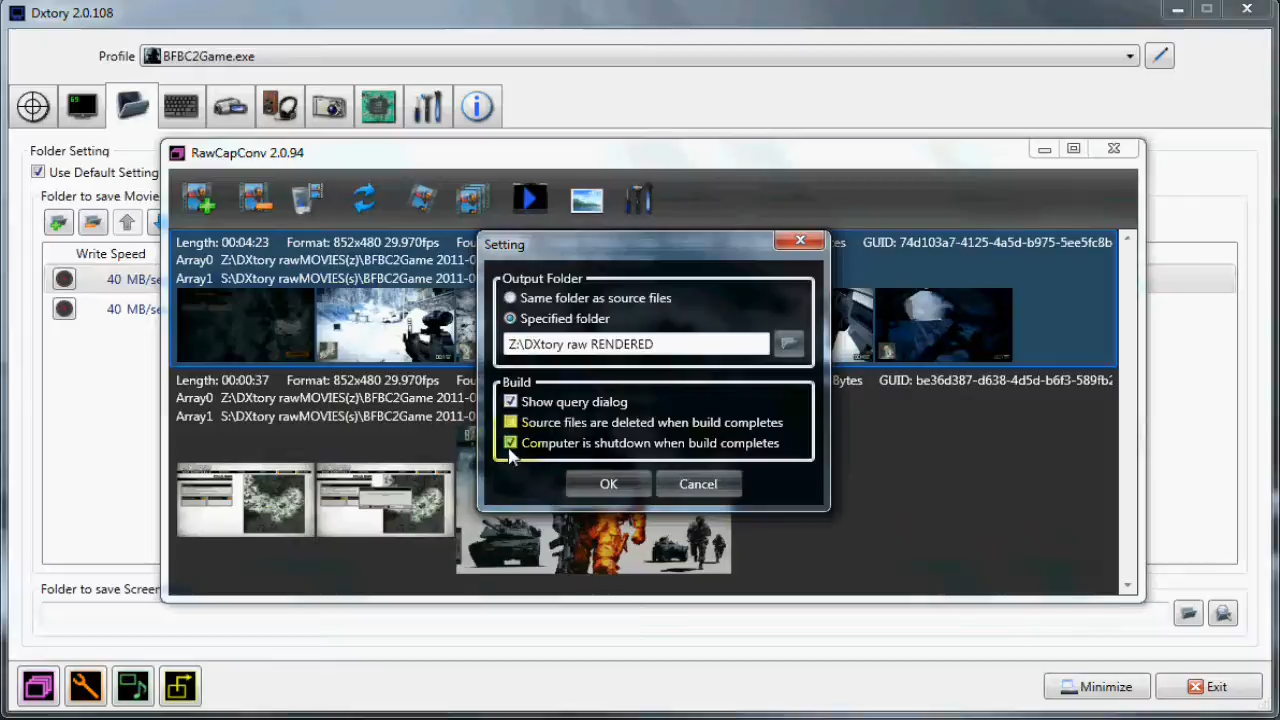 Dxtory 2.0.108
Profile BFBC2Game.exe
Folder Setting
Use Default Setting
Folder to save Movie
Write Speed
40 MB/se
40 MB/se
RawCapConv 2.0.94
Length: 00:04:23 Format: 852x480 29.970fps Fou
Bytes GUID: 74d103a7-4125-4a5d-b975-5ee5fc8b
Array0 Z:\DXtory rawMOVIES(z)\BFBC2Game 2011-0
Array1 S:\DXtory rawMOVIES(s)\BFBC2Game 2011-0
Length: 00:00:37 Format: 852x480 29.970fps Fou
Bytes GUID: be36d387-d638-4d5d-b6f3-589fb2
Array0 Z:\DXtory rawMOVIES(z)\BFBC2Game 2011-0
Array1 S:\DXtory rawMOVIES(s)\BFBC2Game 2011-0
Setting
Output Folder
Same folder as source files
Specified folder
Z:\DXtory raw RENDERED
Build
Show query dialog
Source files are deleted when build completes
Computer is shutdown when build completes
OK Cancel
Folder to save Screen
Minimize Exit